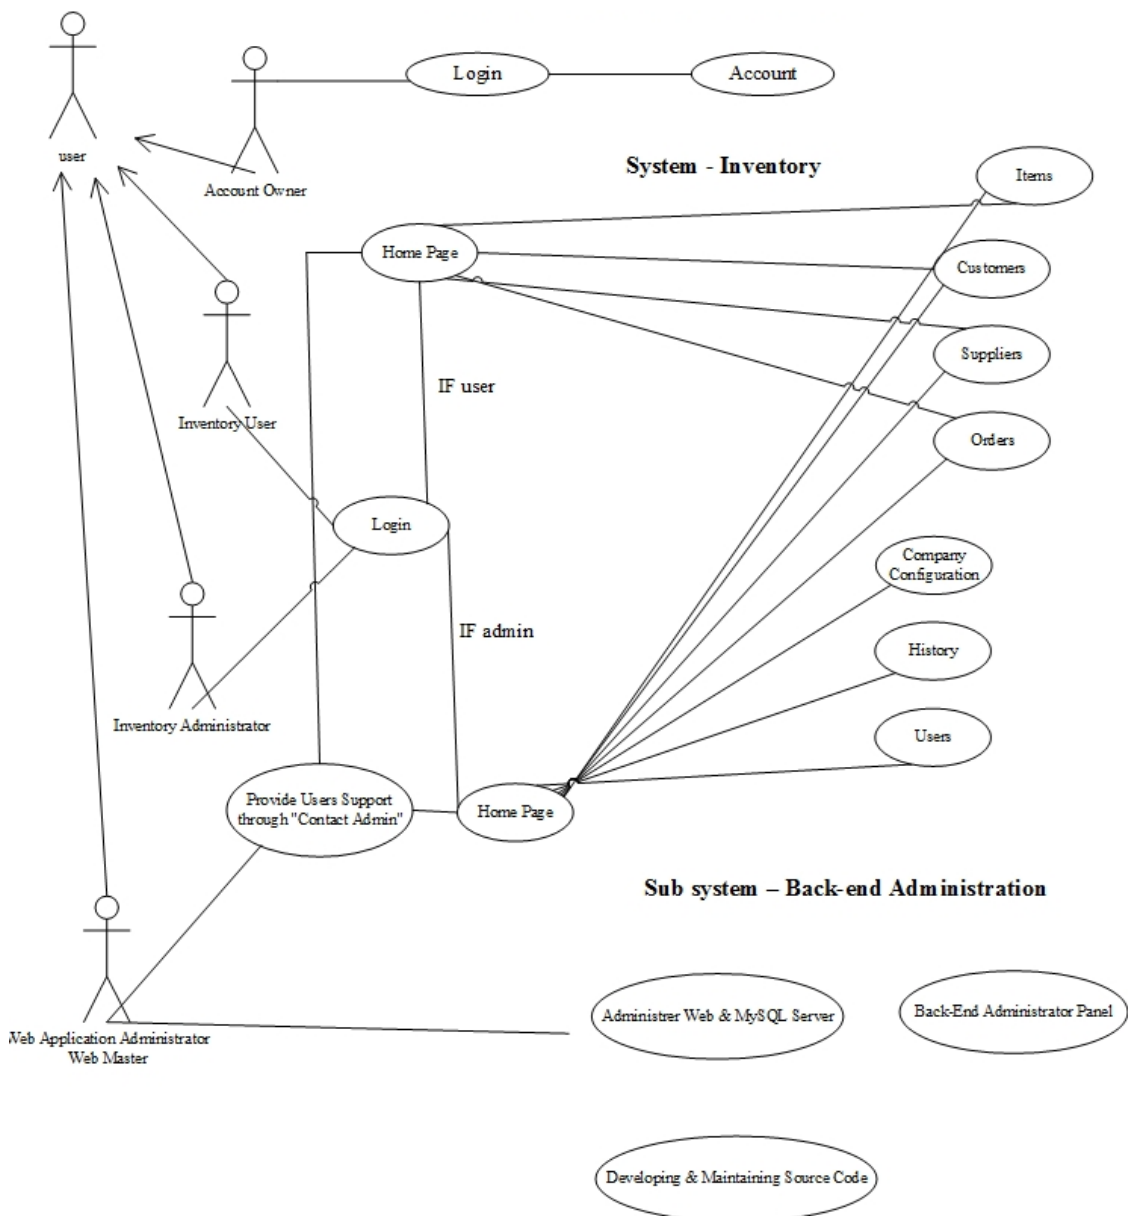 Login
Account
user
Account Owner
System - Inventory
Items
Home Page
Customers
Inventory User
IF user
Suppliers
Orders
Login
Company
Configuration
IF admin
History
Inventory Administrator
Users
Provide Users Support
through "Contact Admin"
Home Page
Sub system – Back-end Administration
Web Application Administrator
Web Master
Administrer Web & MySQL Server
Back-End Administrator Panel
Developing & Maintaining Source Code